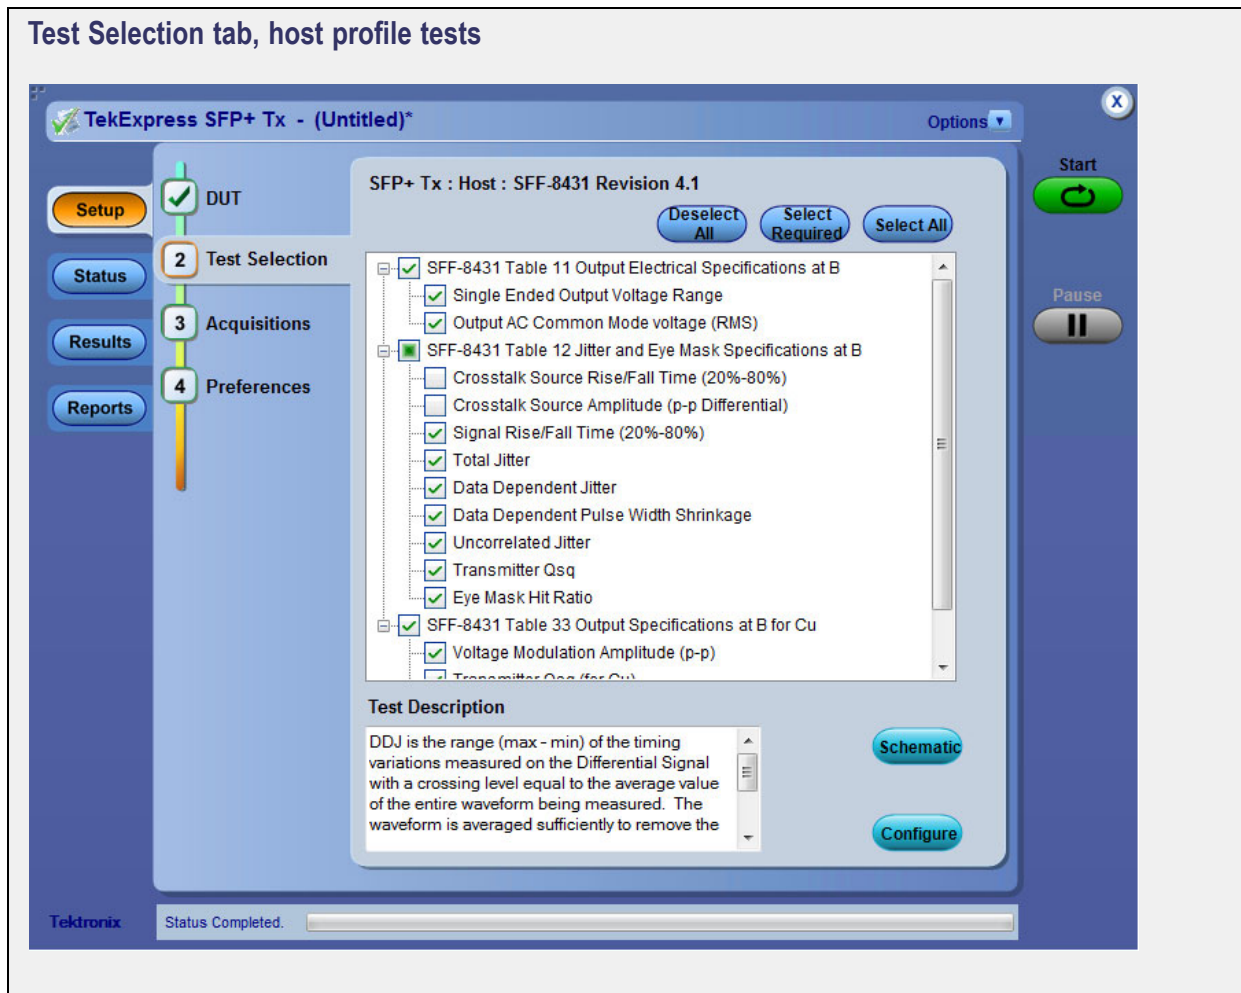 Test Selection tab, host profile tests
TekExpress SFP+ Tx - (Untitled)*
Options
X
Start
Pause
Setup
Status
Results
Reports
DUT
2 Test Selection
3 Acquisitions
4 Preferences
SFP+ Tx : Host : SFF-8431 Revision 4.1
Deselect
All
Select
Required
Select All
SFF-8431 Table 11 Output Electrical Specifications at B
Single Ended Output Voltage Range
Output AC Common Mode voltage (RMS)
SFF-8431 Table 12 Jitter and Eye Mask Specifications at B
Crosstalk Source Rise/Fall Time (20%-80%)
Crosstalk Source Amplitude (p-p Differential)
Signal Rise/Fall Time (20%-80%)
Total Jitter
Data Dependent Jitter
Data Dependent Pulse Width Shrinkage
Uncorrelated Jitter
Transmitter Qsq
Eye Mask Hit Ratio
SFF-8431 Table 33 Output Specifications at B for Cu
Voltage Modulation Amplitude (p-p)
Transmitter Qsq (for Cu)
Test Description
DDJ is the range (max - min) of the timing
variations measured on the Differential Signal
with a crossing level equal to the average value
of the entire waveform being measured. The
waveform is averaged sufficiently to remove the
Schematic
Configure
Tektronix
Status Completed.